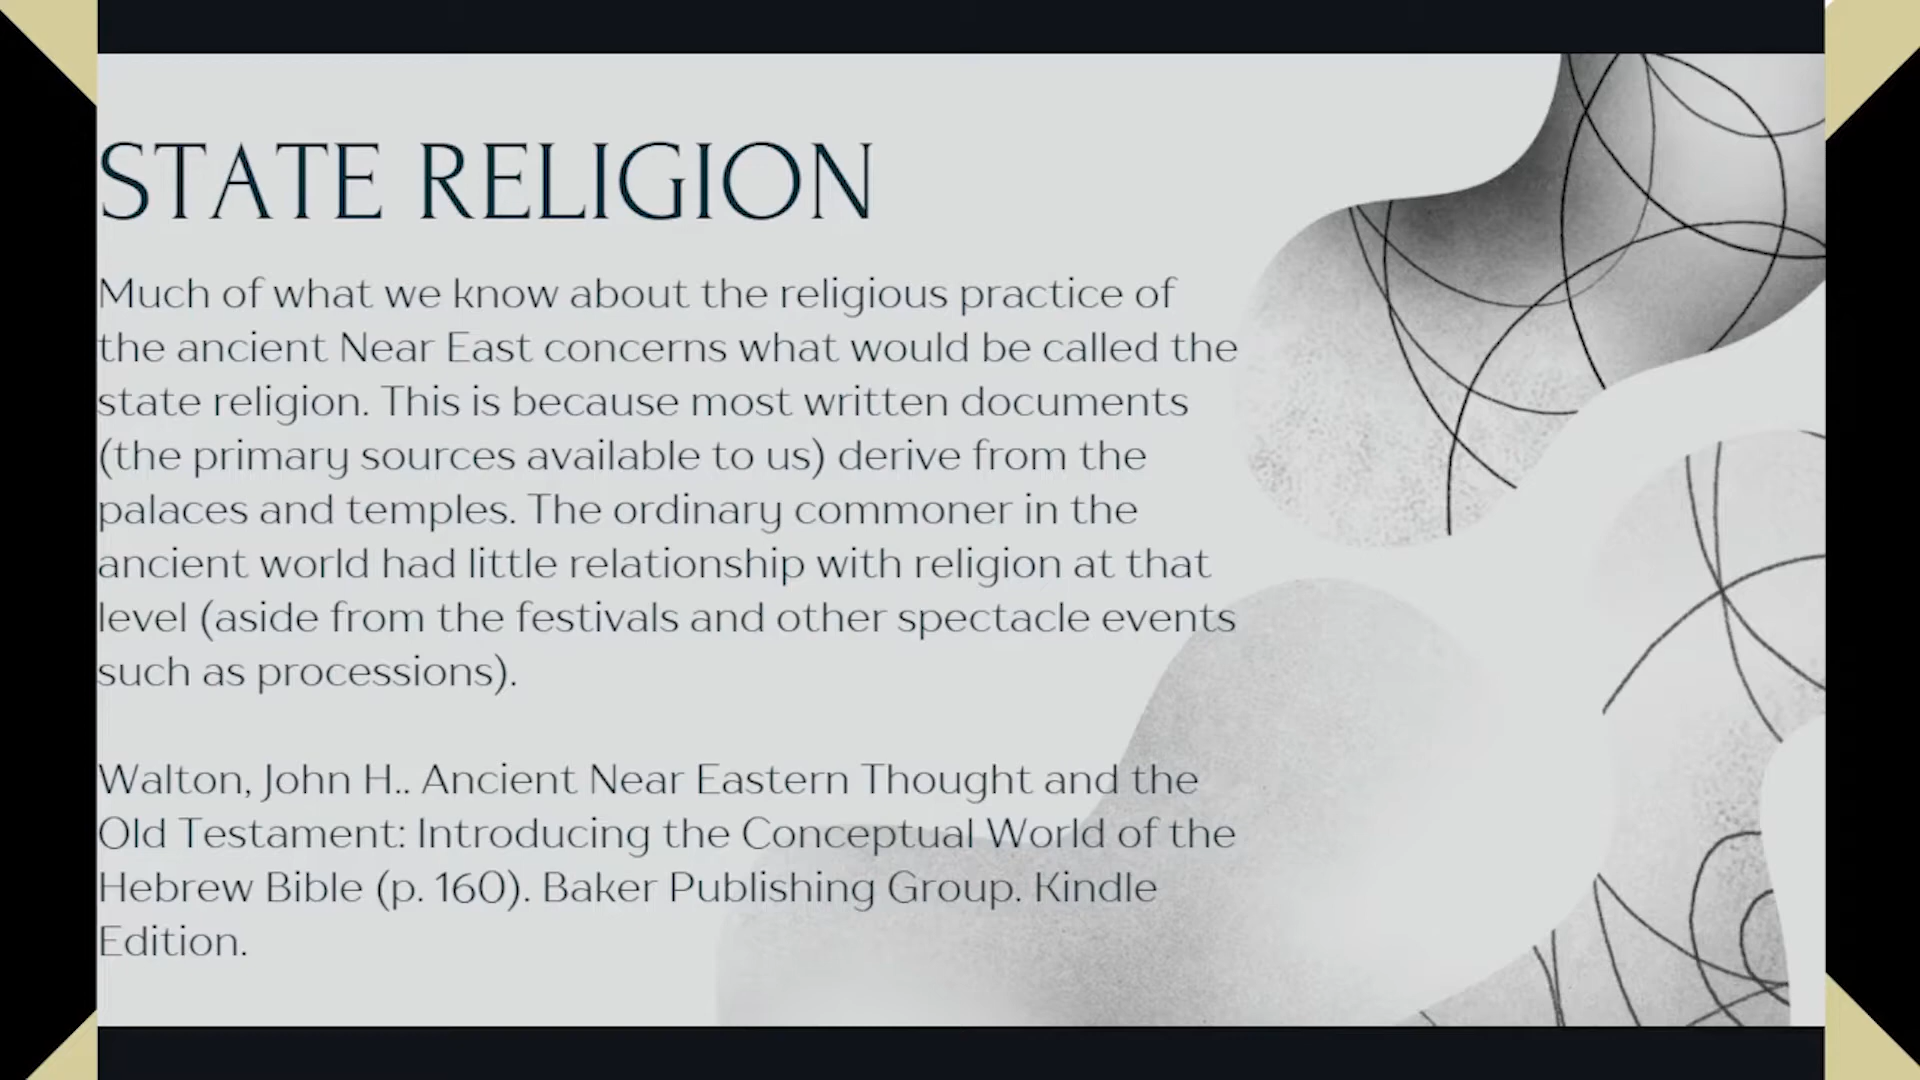 STATE RELIGION
Much of what we know about the religious practice of
the ancient Near East concerns what would be called the
state religion. This is because most written documents
(the primary sources available to us) derive from the
palaces and temples. The ordinary commoner in the
ancient world had little relationship with religion at that
level (aside from the festivals and other spectacle events
such as processions).
Walton, John H.. Ancient Near Eastern Thought and the
Old Testament: Introducing the Conceptual World of the
Hebrew Bible (p. 160). Baker Publishing Group. Kindle
Edition.